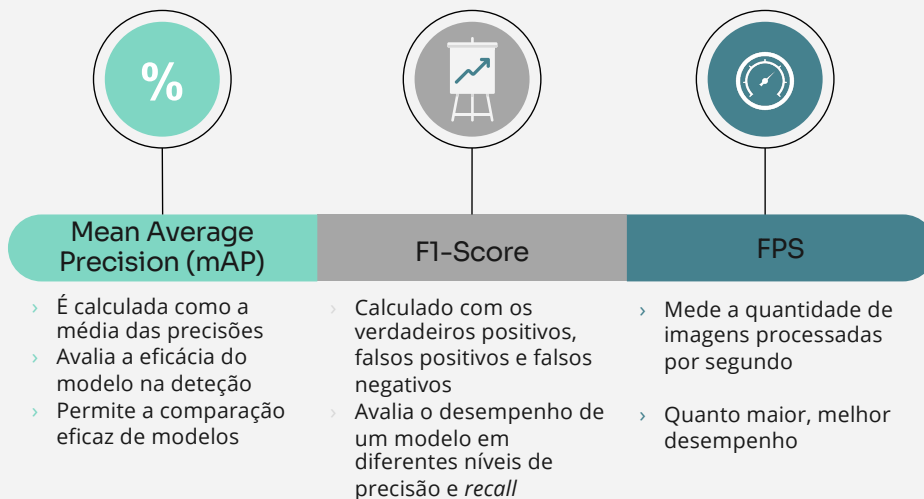 %
Mean Average
Precision (mAP)
F1-Score
FPS
› É calculada como a
média das precisões
› Avalia a eficácia do
modelo na deteção
› Permite a comparação
eficaz de modelos
› Calculado com os
verdadeiros positivos,
falsos positivos e falsos
negativos
› Avalia o desempenho de
um modelo em
diferentes níveis de
precisão e recall
› Mede a quantidade de
imagens processadas
por segundo
› Quanto maior, melhor
desempenho